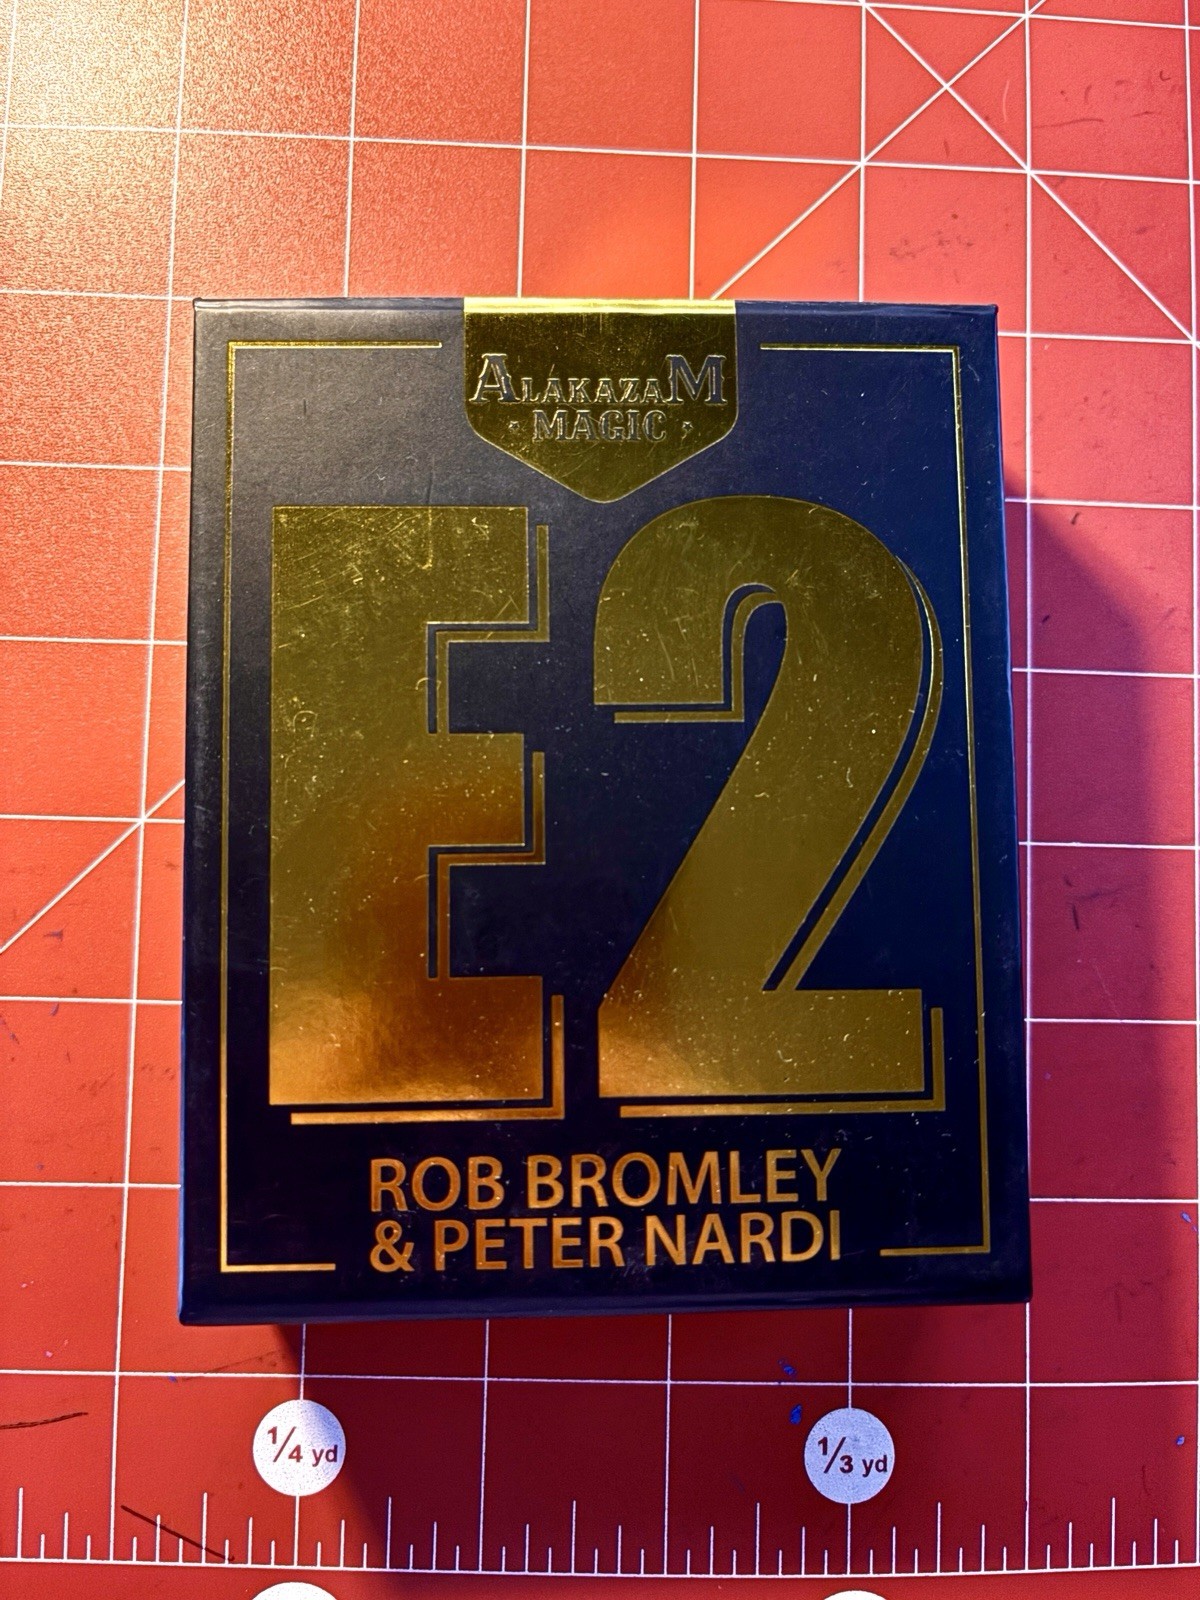 ALAKAZAM
MAGIC
E2
ROB BROMLEY
& PETER NARDI
1/4 yd
1/3 yd